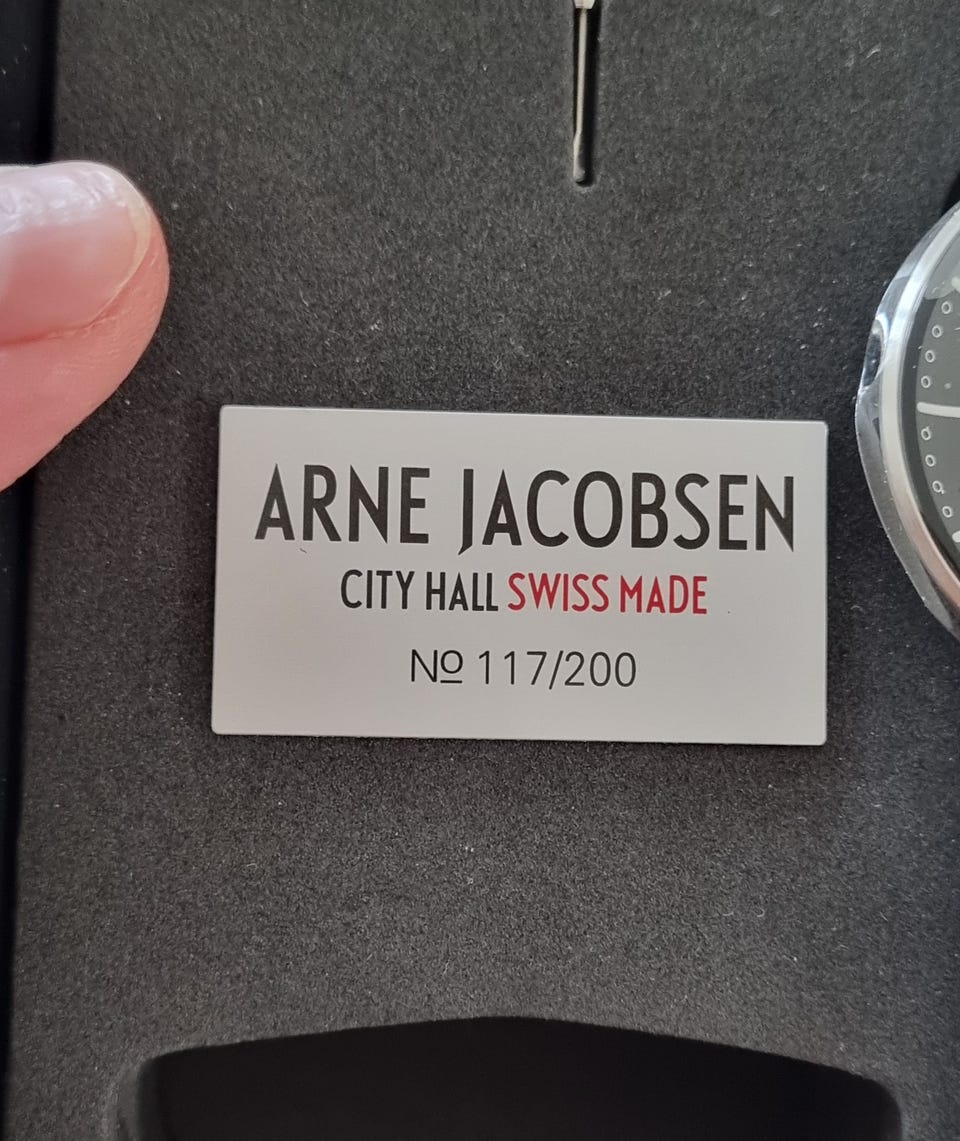 ARNE JACOBSEN
CITY HALL SWISS MADE
Nº 117/200